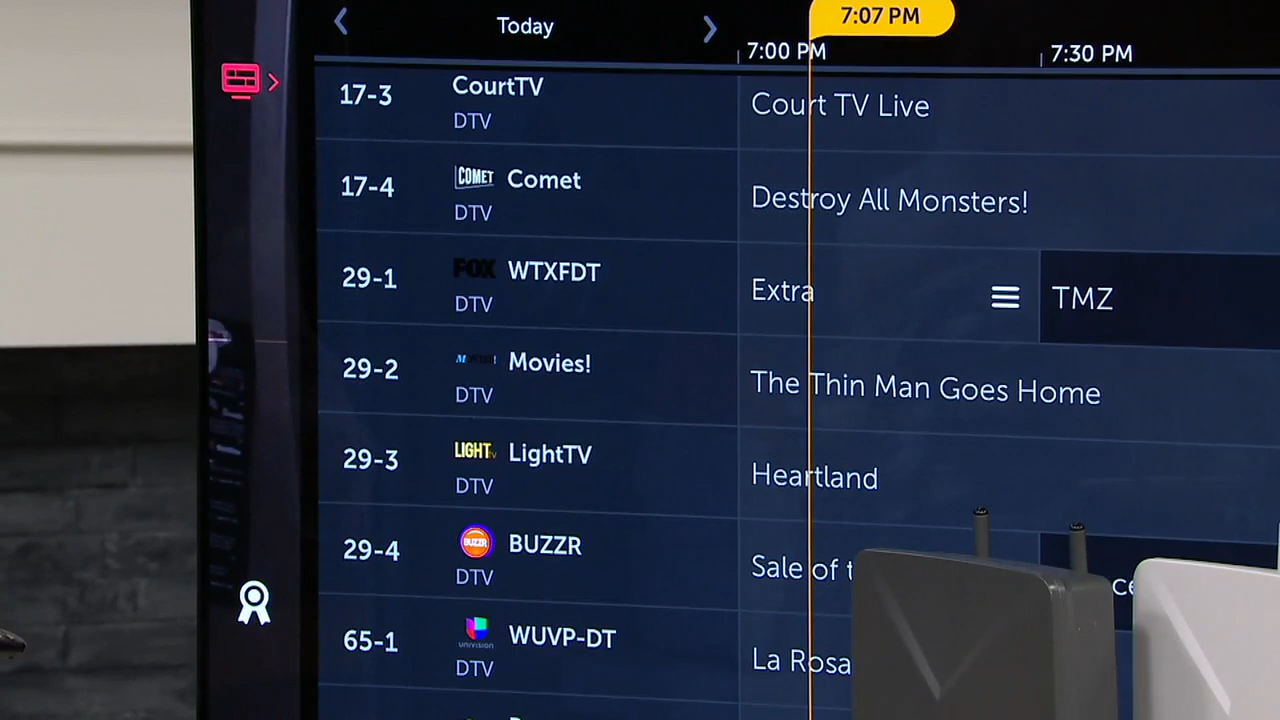 Today
7:07 PM
7:00 PM
7:30 PM
17-3
CourtTV
DTV
Court TV Live
17-4
COMET
Comet
DTV
Destroy All Monsters!
29-1
FOX
WTXFDT
DTV
Extra
TMZ
29-2
Movies!
DTV
The Thin Man Goes Home
29-3
LIGHT TV
LightTV
DTV
Heartland
29-4
BUZZR
BUZZR
DTV
Sale of
65-1
univision
WUVP-DT
DTV
La Rosa